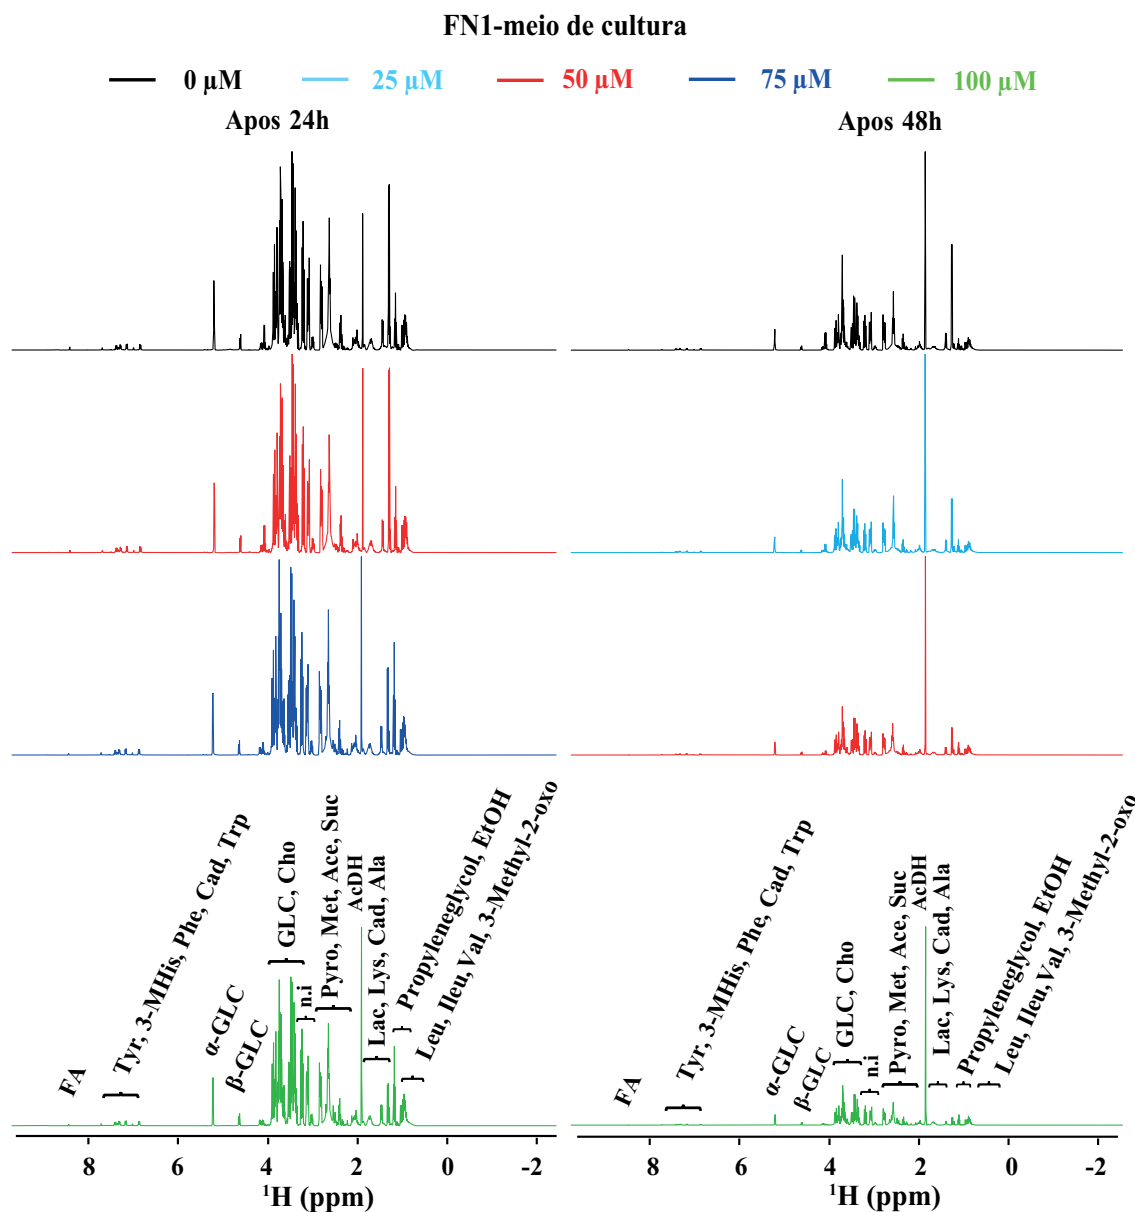 FN1-meio de cultura
0 µM 25 µM 50 µM 75 µM 100 µM
Apos 24h
Apos 48h
FA
Tyr, 3-MHis, Phe, Cad, Trp
α-GLC
β-GLC
GLC, Cho
n.i
Pyro, Met, Ace, Suc
AcDH
Lac, Lys, Cad, Ala
Propyleneglycol, EtOH
Leu, Ileu, Val, 3-Methyl-2-oxo
8 6 4 2 0 -2
¹H (ppm)
FA
Tyr, 3-MHis, Phe, Cad, Trp
α-GLC
β-GLC
GLC, Cho
n.i
Pyro, Met, Ace, Suc
AcDH
Lac, Lys, Cad, Ala
Propyleneglycol, EtOH
Leu, Ileu, Val, 3-Methyl-2-oxo
8 6 4 2 0 -2
¹H (ppm)